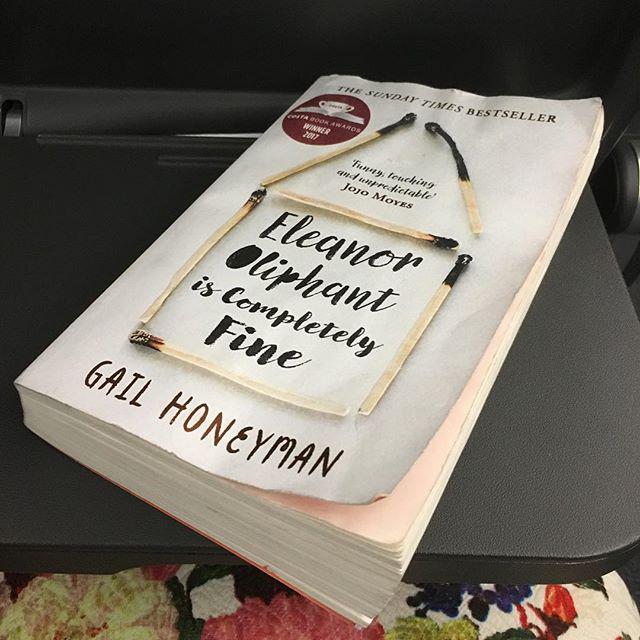 THE SUNDAY TIMES BESTSELLER
COSTA BOOK AWARDS
WINNER
2017
'Funny, touching
and unpredictable'
JOJO MOYES
Eleanor
Oliphant
is Completely
Fine
GAIL HONEYMAN